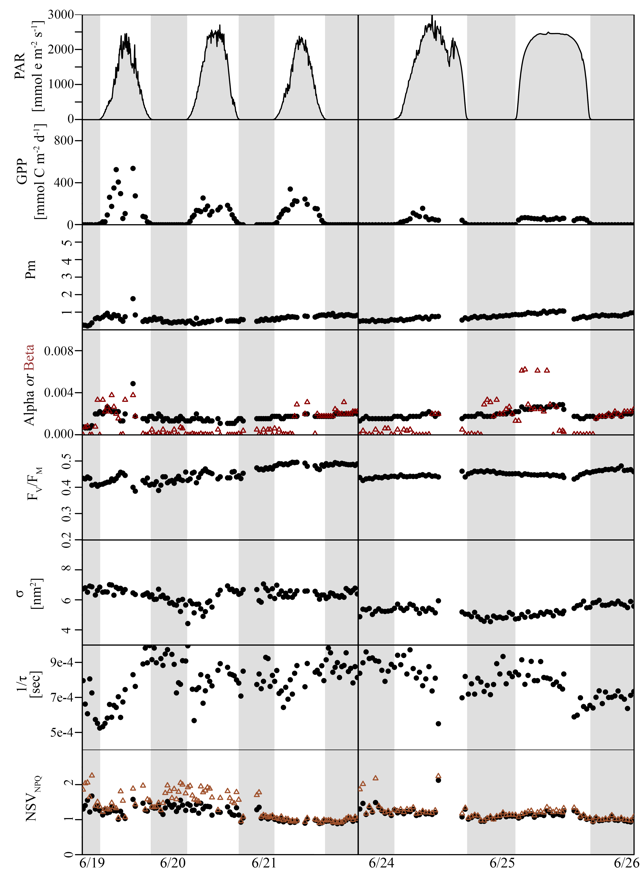 PAR
[mmol e m-2 s-1]
3000
2000
1000
0
GPP
[mmol C m-2 d-1]
800
400
0
Pm
5
4
3
2
1
Alpha or Beta
0.008
0.004
0.000
FV/FM
0.5
0.4
0.3
0.2
σ
[nm2]
8
6
4
1/τ
[sec]
9e-4
7e-4
5e-4
NSVNPQ
2
1
0
6/19 6/20 6/21 6/24 6/25 6/26